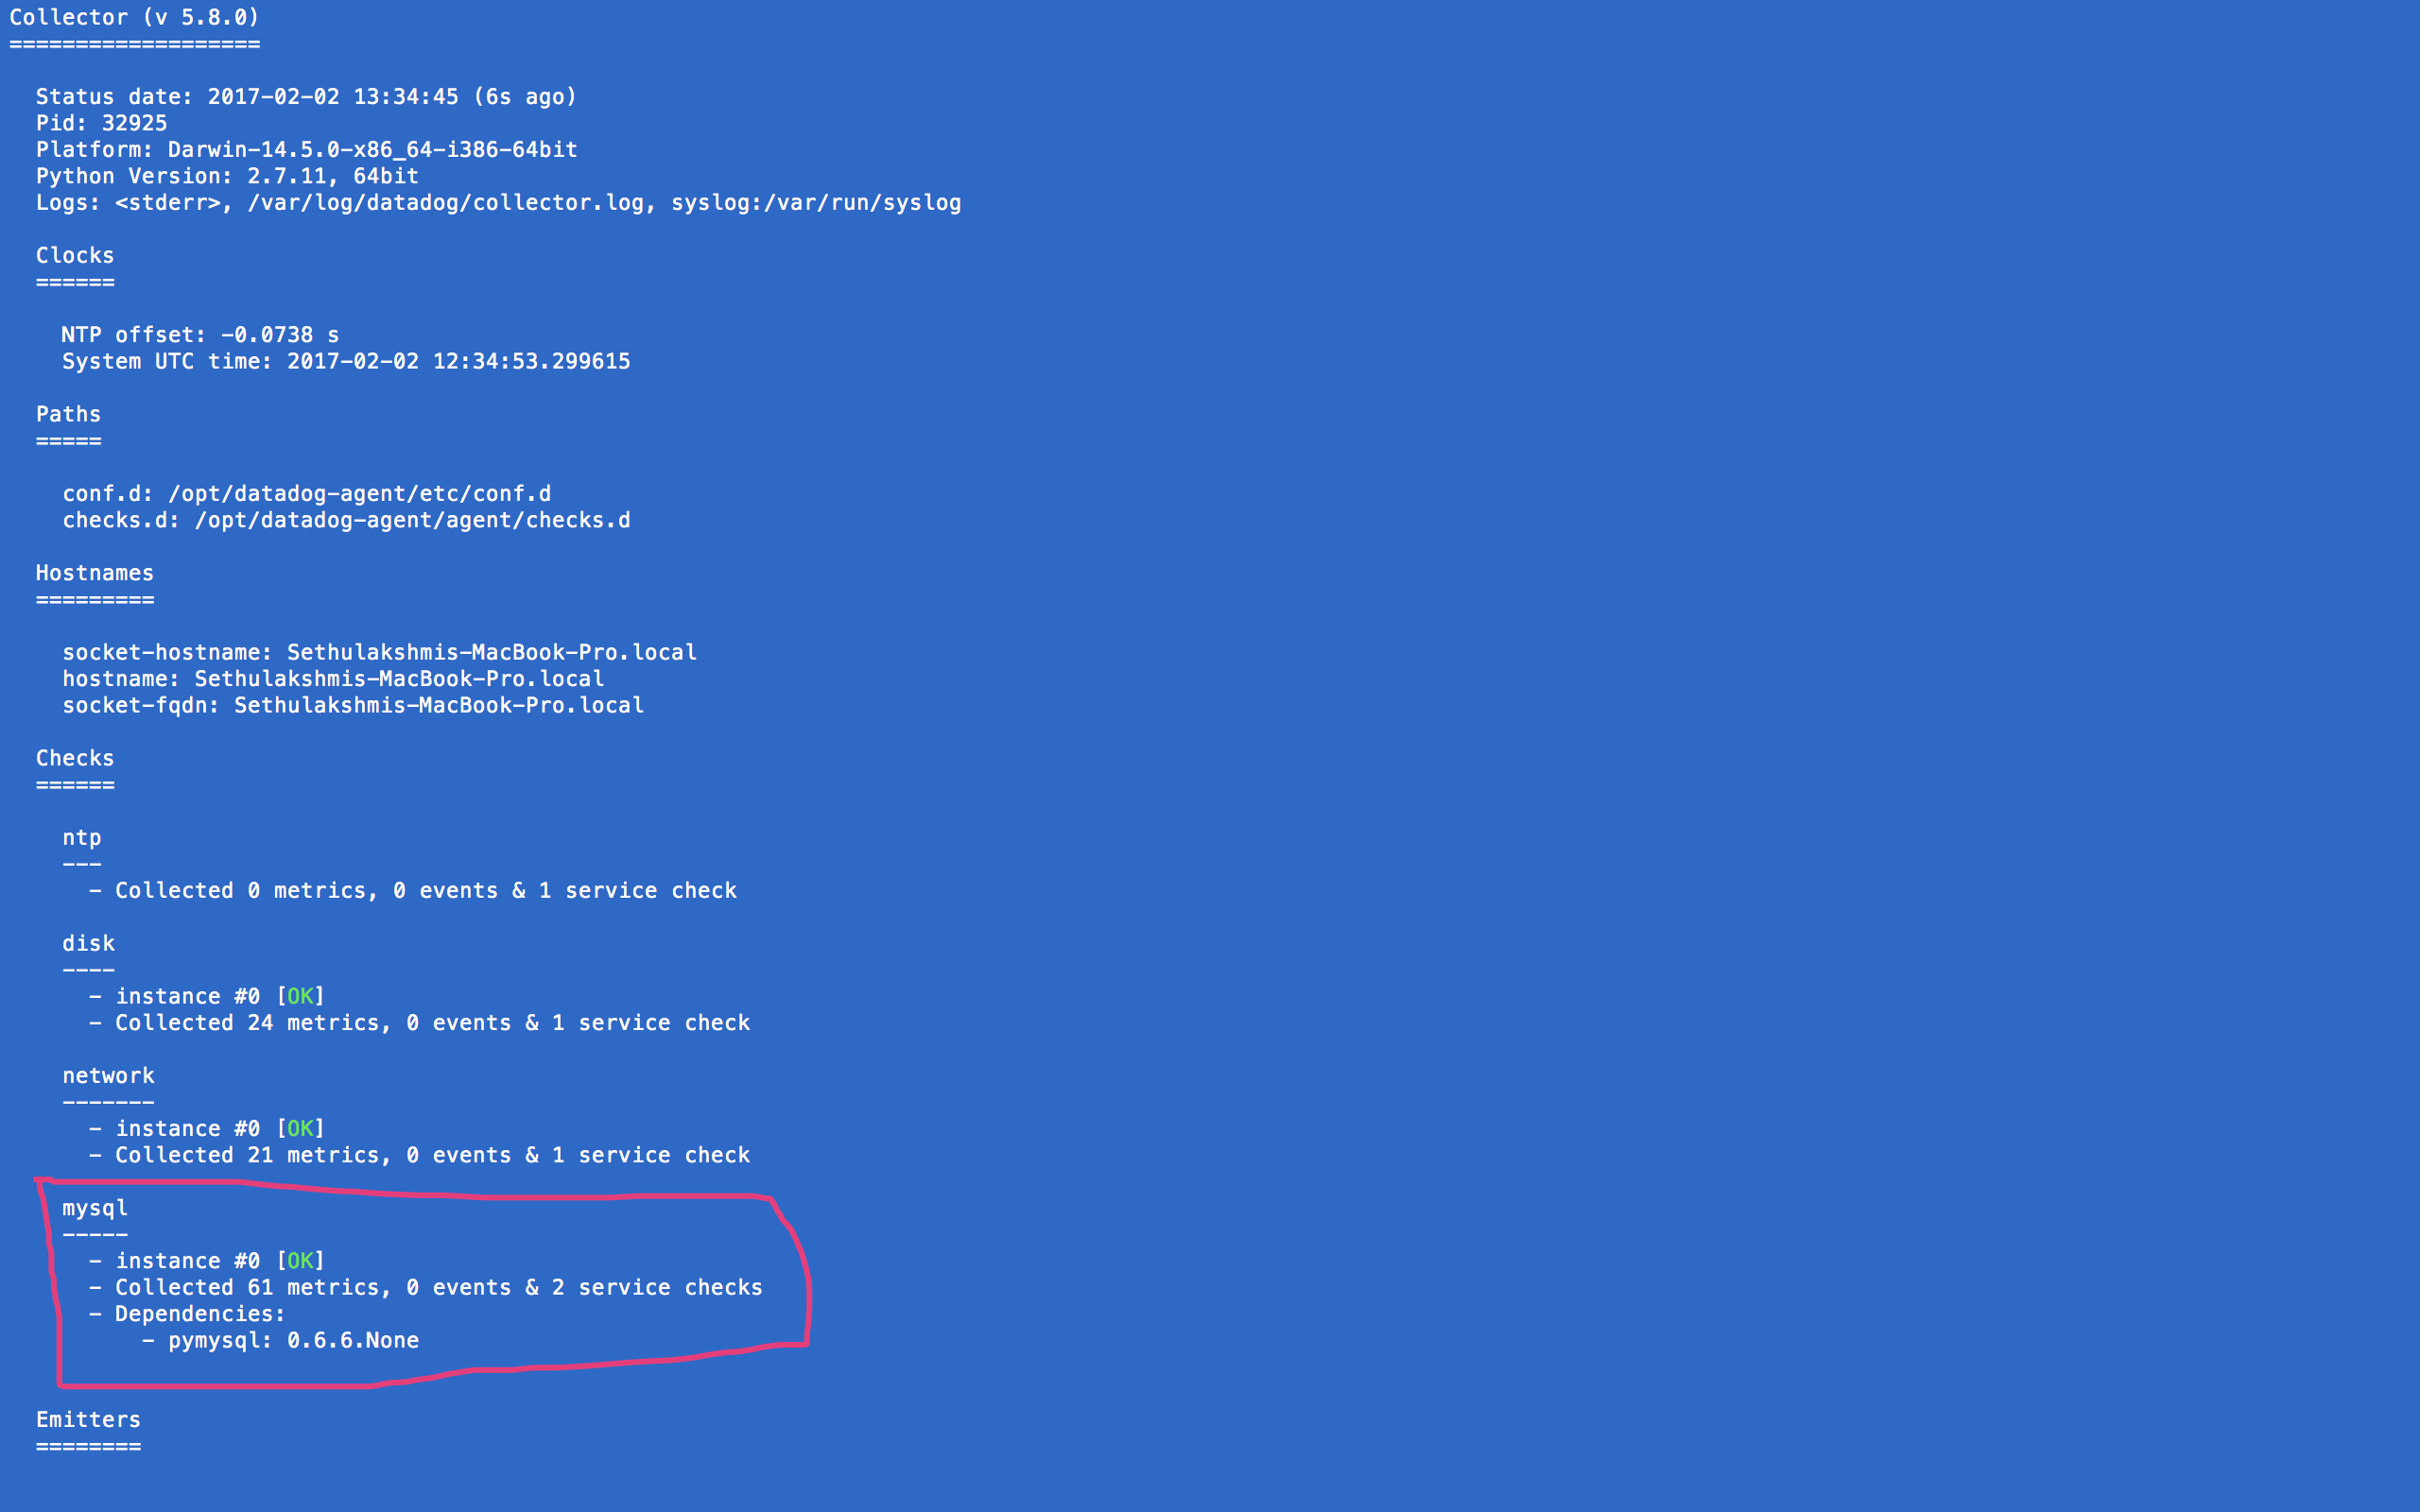 Collector (v 5.8.0)
===================
Status date: 2017-02-02 13:34:45 (6s ago)
Pid: 32925
Platform: Darwin-14.5.0-x86_64-i386-64bit
Python Version: 2.7.11, 64bit
Logs: <stderr>, /var/log/datadog/collector.log, syslog:/var/run/syslog
Clocks
======
NTP offset: -0.0738 s
System UTC time: 2017-02-02 12:34:53.299615
Paths
=====
conf.d: /opt/datadog-agent/etc/conf.d
checks.d: /opt/datadog-agent/agent/checks.d
Hostnames
=========
socket-hostname: Sethulakshmis-MacBook-Pro.local
hostname: Sethulakshmis-MacBook-Pro.local
socket-fqdn: Sethulakshmis-MacBook-Pro.local
Checks
======
ntp
---
- Collected 0 metrics, 0 events & 1 service check
disk
----
- instance #0 [OK]
- Collected 24 metrics, 0 events & 1 service check
network
-------
- instance #0 [OK]
- Collected 21 metrics, 0 events & 1 service check
mysql
-----
- instance #0 [OK]
- Collected 61 metrics, 0 events & 2 service checks
- Dependencies:
- pymysql: 0.6.6.None
Emitters
========